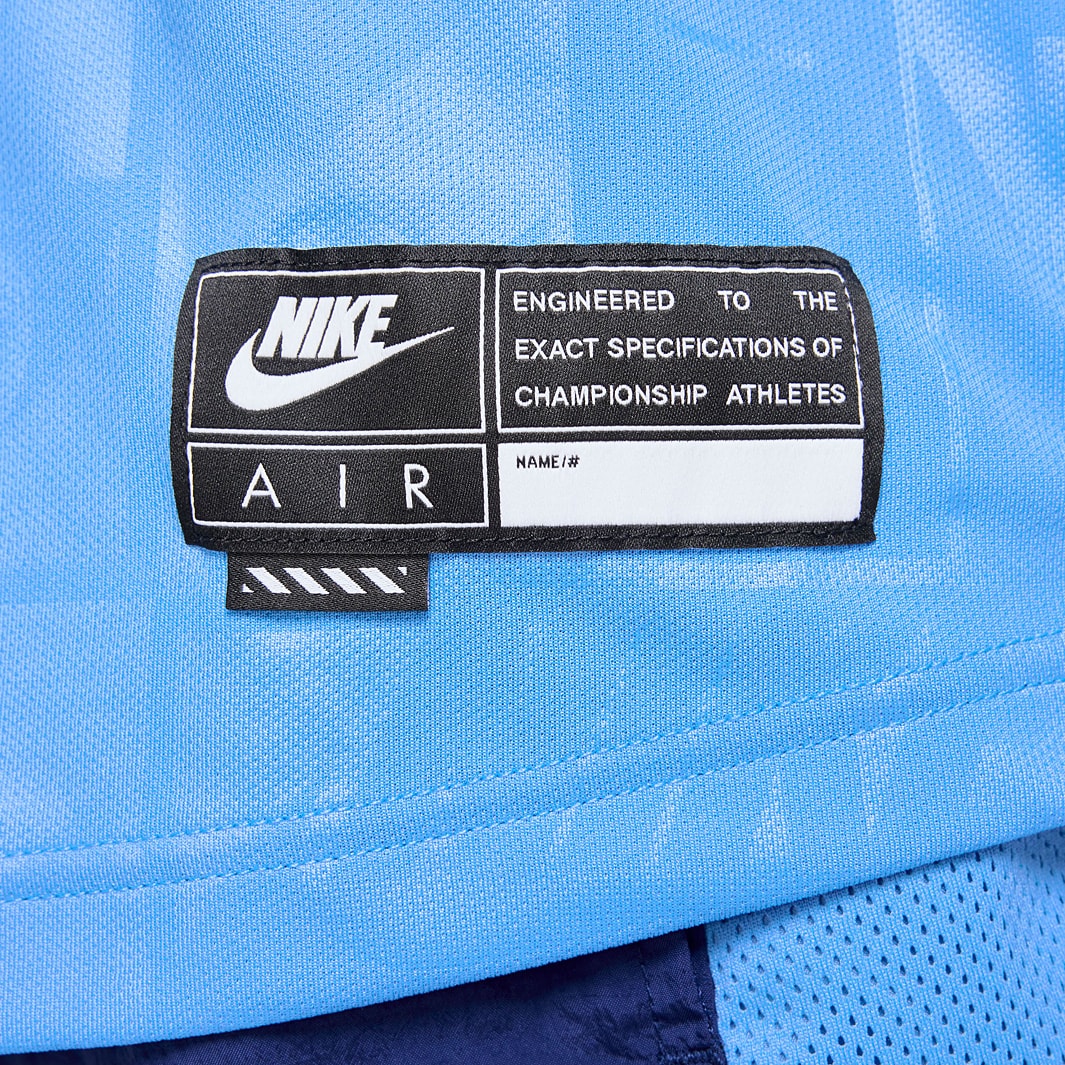 NIKE
AIR
ENGINEERED TO THE
EXACT SPECIFICATIONS OF
CHAMPIONSHIP ATHLETES
NAME/#